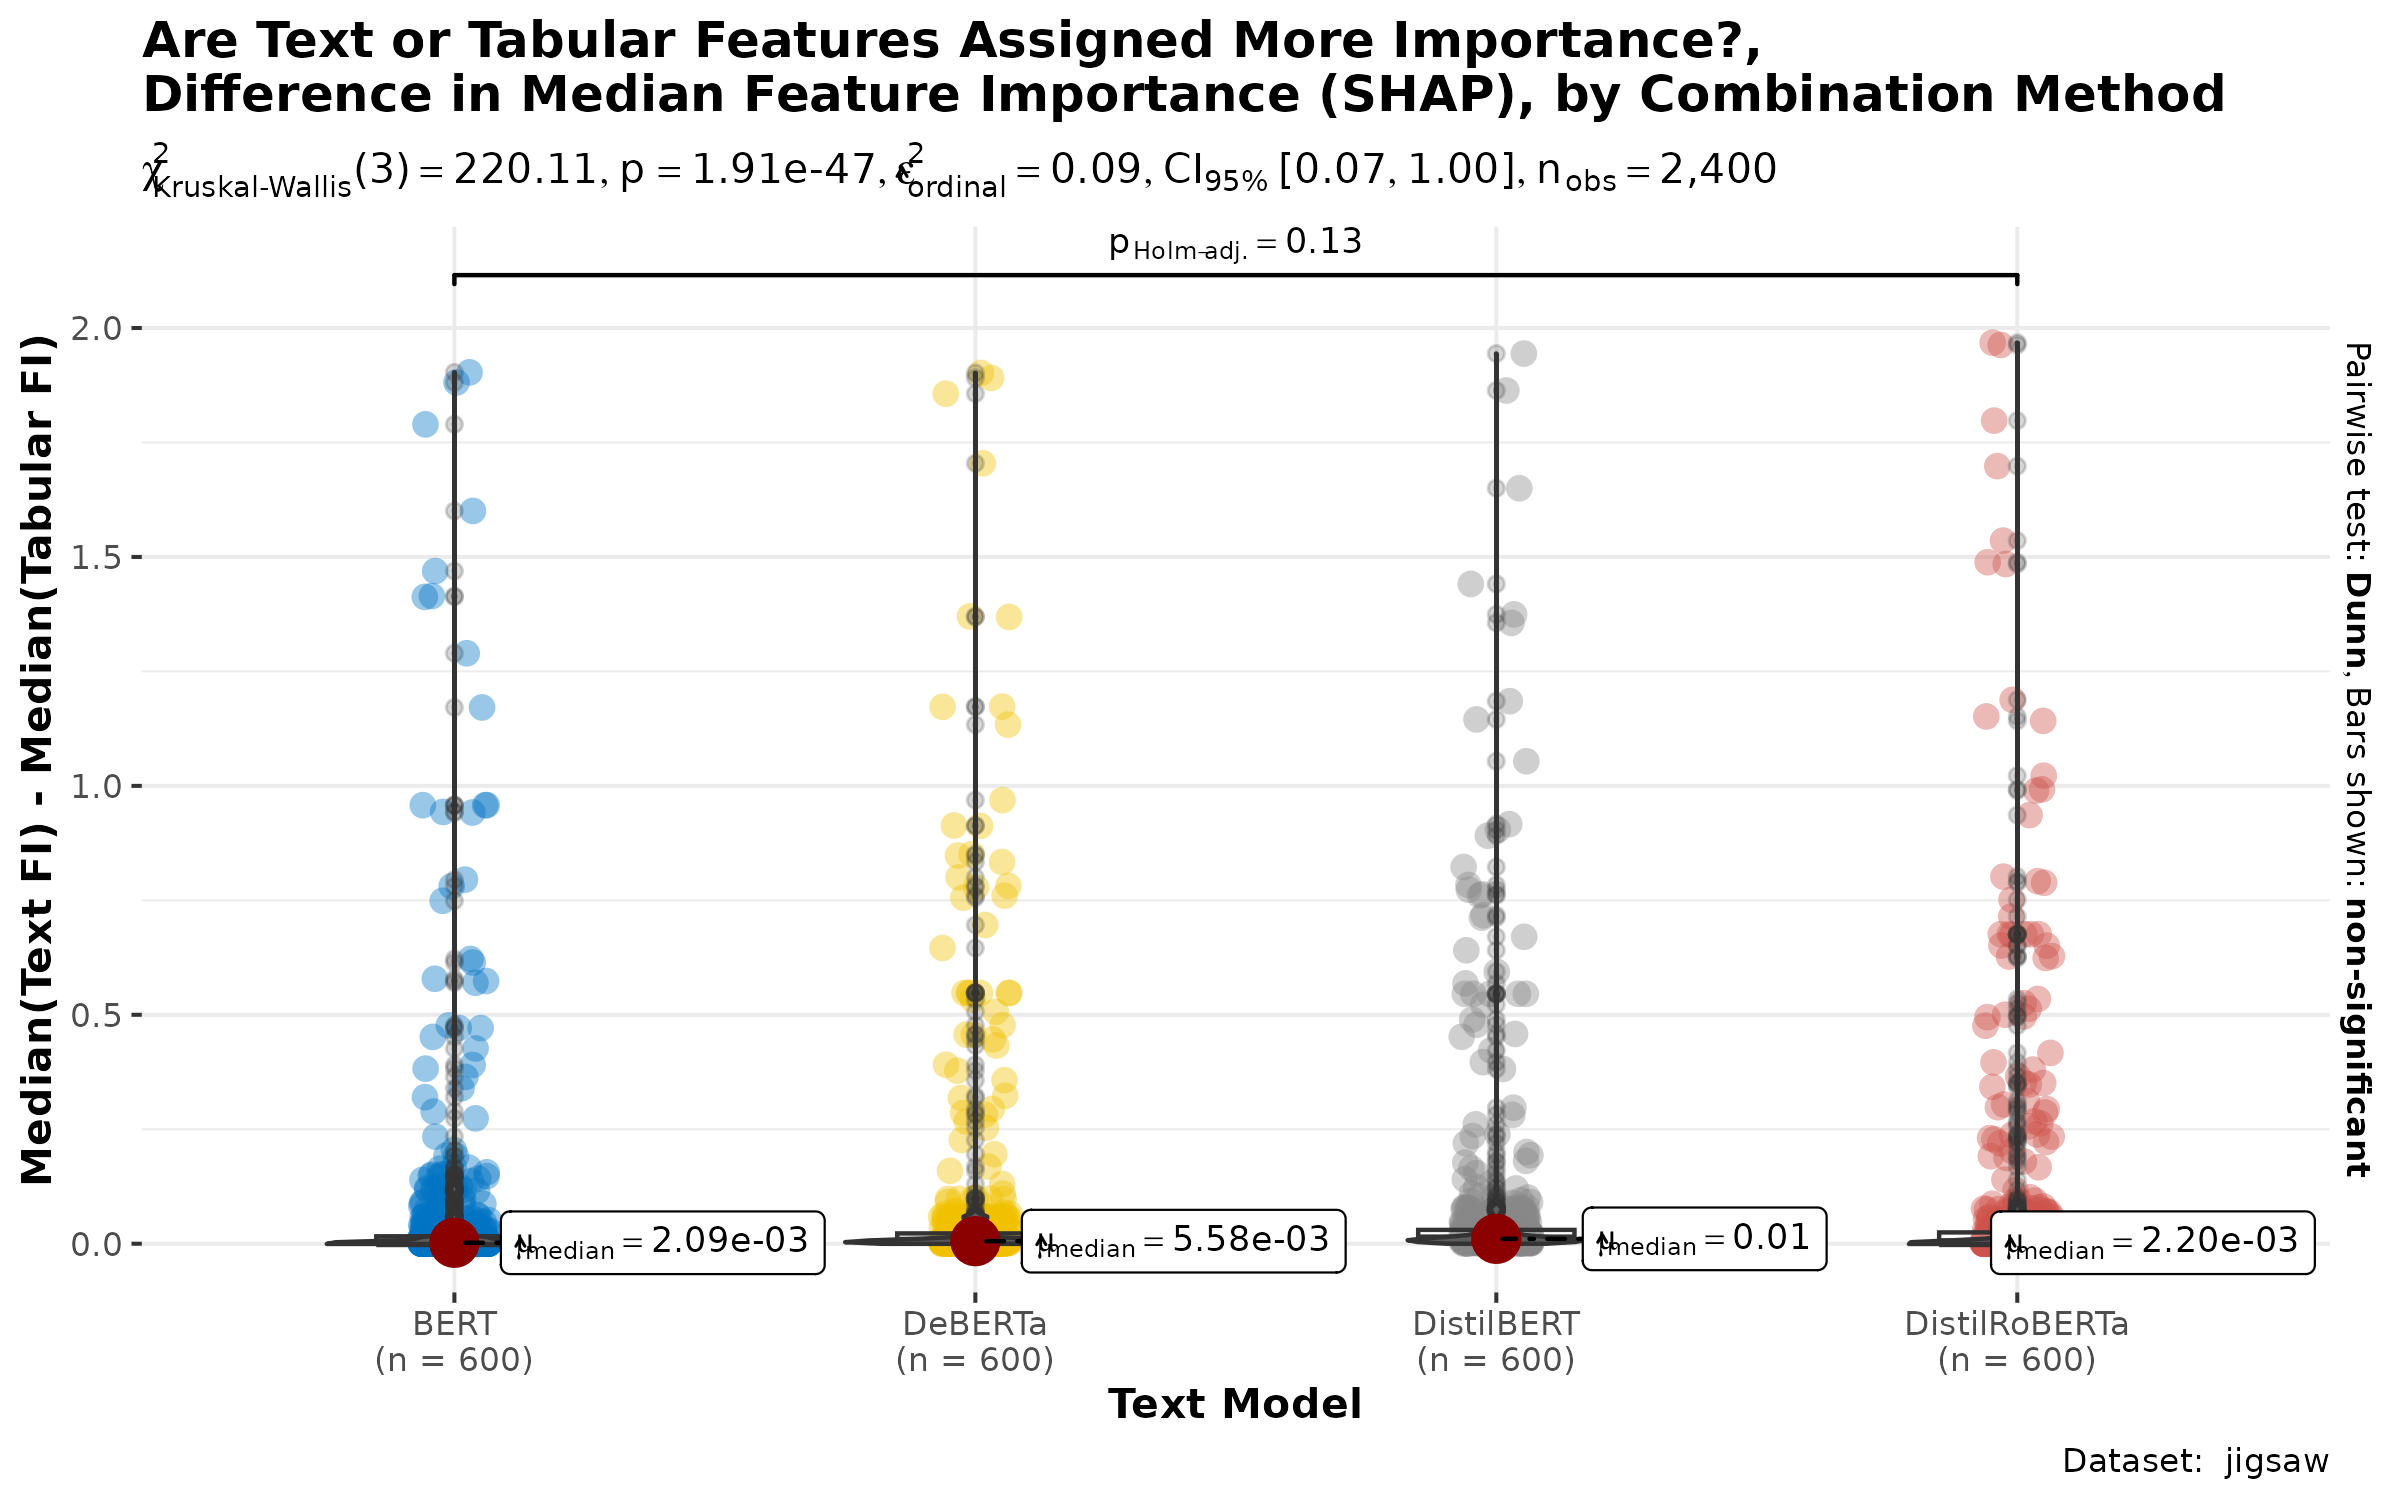 Are Text or Tabular Features Assigned More Importance?,
Difference in Median Feature Importance (SHAP), by Combination Method
χ²Kruskal-Wallis(3) = 220.11, p = 1.91e-47, ε²ordinal = 0.09, CI95% [0.07, 1.00], nobs = 2,400
pHolm-adj. = 0.13
Median(Text FI) - Median(Tabular FI)
2.0
1.5
1.0
0.5
0.0
μmedian = 2.09e-03
μmedian = 5.58e-03
μmedian = 0.01
μmedian = 2.20e-03
Pairwise test: Dunn, Bars shown: non-significant
BERT
(n = 600)
DeBERTa
(n = 600)
DistilBERT
(n = 600)
DistilRoBERTa
(n = 600)
Text Model
Dataset: jigsaw